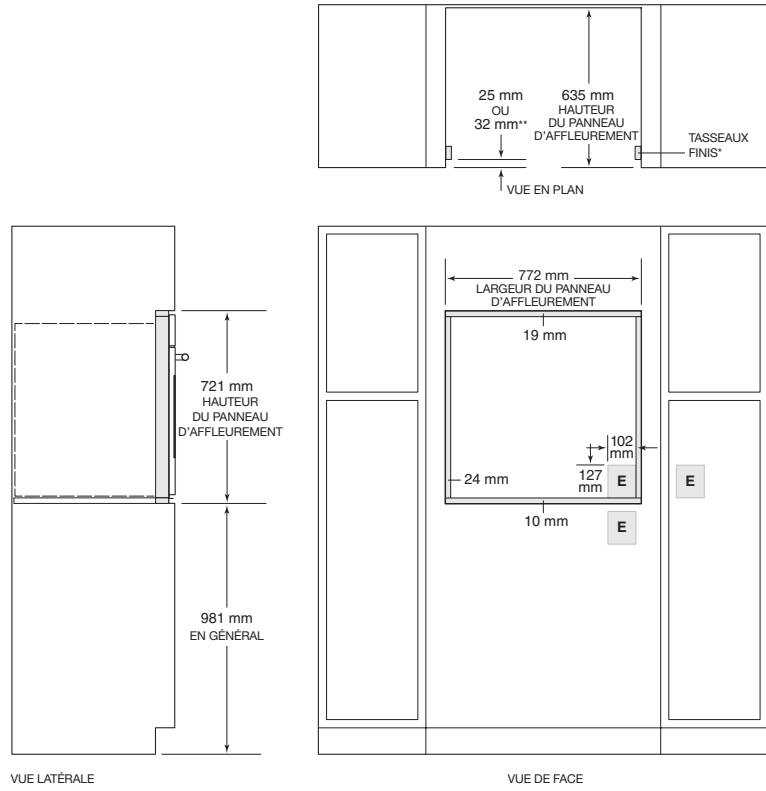 25 mm
OU
32 mm**
635 mm
HAUTEUR
DU PANNEAU
D'AFFLEUREMENT
TASSEAUX
FINIS*
VUE EN PLAN
772 mm
LARGEUR DU PANNEAU
D'AFFLEUREMENT
19 mm
721 mm
HAUTEUR
DU PANNEAU
D'AFFLEUREMENT
102
mm
24 mm
127
mm
E
E
10 mm
E
981 mm
EN GÉNÉRAL
VUE LATÉRALE
VUE DE FACE